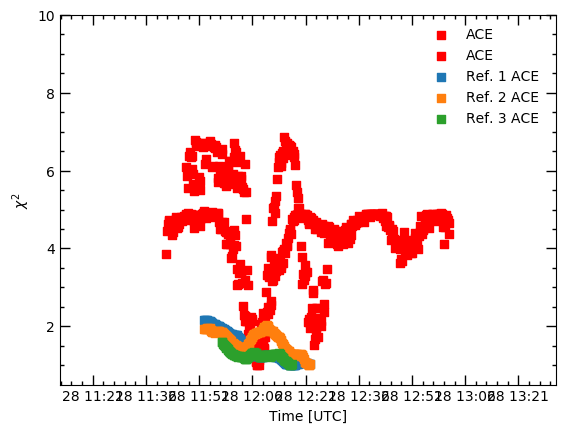 10
8
6
4
2
χ²
ACE
ACE
Ref. 1 ACE
Ref. 2 ACE
Ref. 3 ACE
28 11:21 28 11:36 28 11:51 28 12:06 28 12:21 28 12:36 28 12:51 28 13:06 28 13:21
Time [UTC]